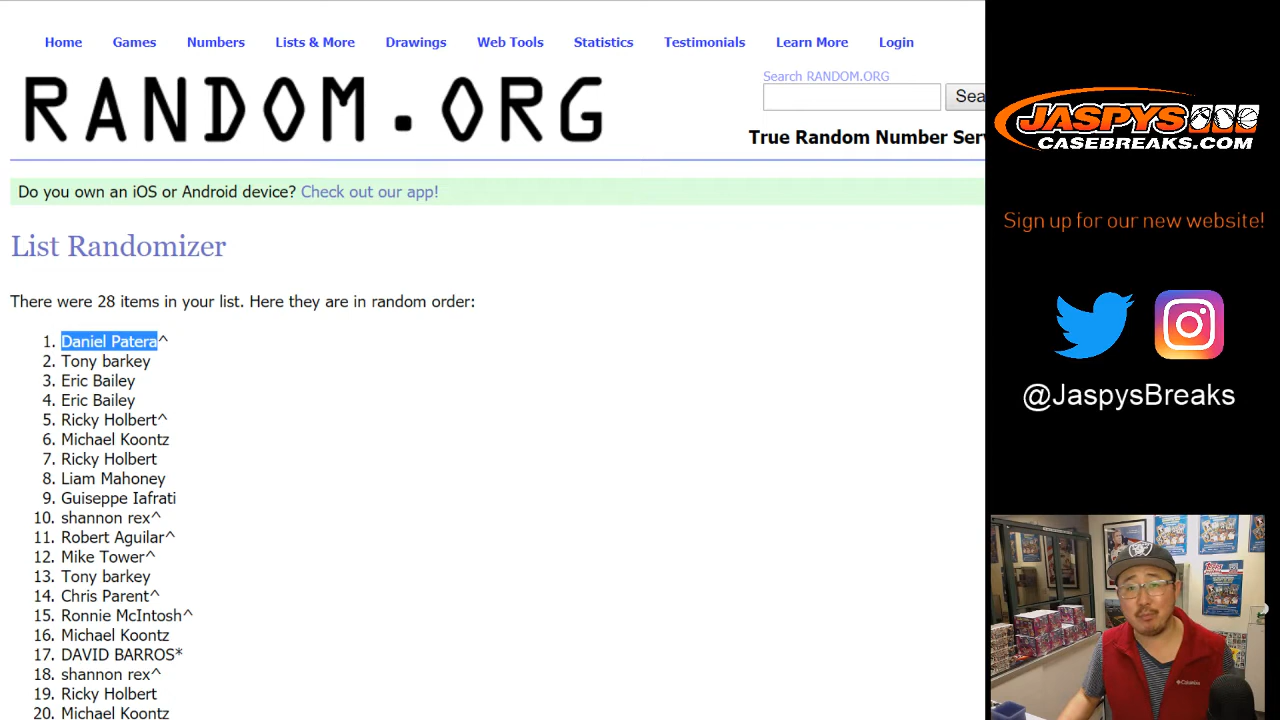 Home Games Numbers Lists & More Drawings Web Tools Statistics Testimonials Learn More Login
RANDOM.ORG
Search RANDOM.ORG
Sea
True Random Number Serv
Do you own an iOS or Android device? Check out our app!
List Randomizer
There were 28 items in your list. Here they are in random order:
1. Daniel Patera^
2. Tony barkey
3. Eric Bailey
4. Eric Bailey
5. Ricky Holbert^
6. Michael Koontz
7. Ricky Holbert
8. Liam Mahoney
9. Guiseppe Iafrati
10. shannon rex^
11. Robert Aguilar^
12. Mike Tower^
13. Tony barkey
14. Chris Parent^
15. Ronnie McIntosh^
16. Michael Koontz
17. DAVID BARROS*
18. shannon rex^
19. Ricky Holbert
20. Michael Koontz
JASPYS
CASEBREAKS.COM
Sign up for our new website!
@JaspysBreaks